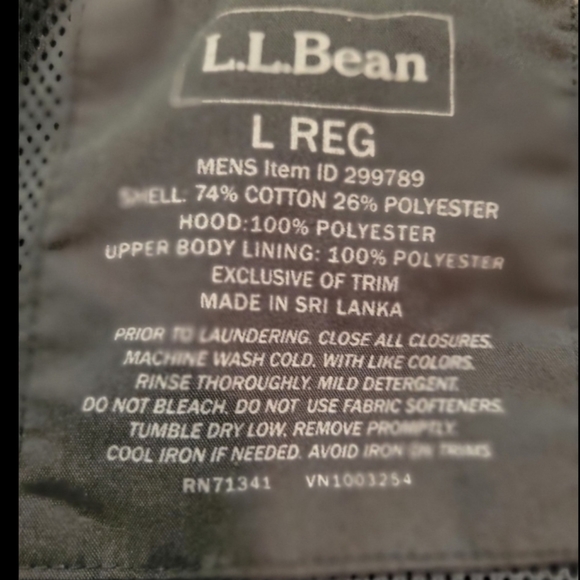 L.L.Bean
L REG
MENS Item ID 299789
SHELL: 74% COTTON 26% POLYESTER
HOOD:100% POLYESTER
UPPER BODY LINING: 100% POLYESTER
EXCLUSIVE OF TRIM
MADE IN SRI LANKA
PRIOR TO LAUNDERING. CLOSE ALL CLOSURES.
MACHINE WASH COLD. WITH LIKE COLORS.
RINSE THOROUGHLY. MILD DETERGENT.
DO NOT BLEACH. DO NOT USE FABRIC SOFTENERS.
TUMBLE DRY LOW. REMOVE PROMPTLY.
COOL IRON IF NEEDED. AVOID IRON ON TRIMS.
RN71341 VN1003254